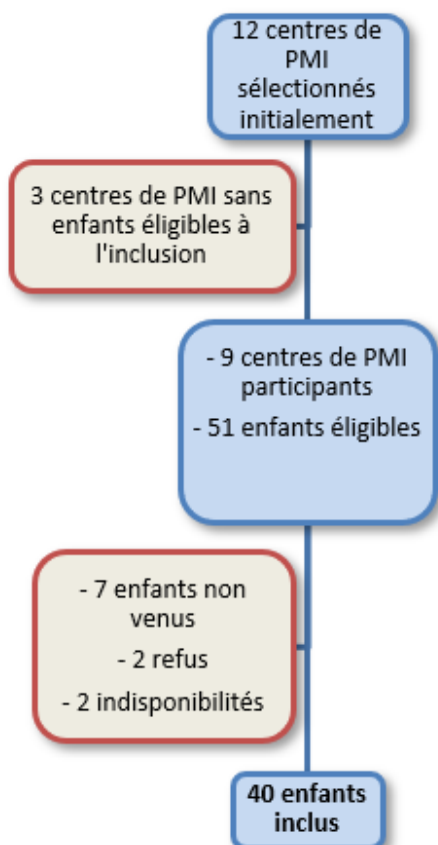 12 centres de
PMI
sélectionnés
initialement
3 centres de PMI sans
enfants éligibles à
l'inclusion
- 9 centres de PMI
participants
- 51 enfants éligibles
- 7 enfants non
venus
- 2 refus
- 2 indisponibilités
40 enfants
inclus